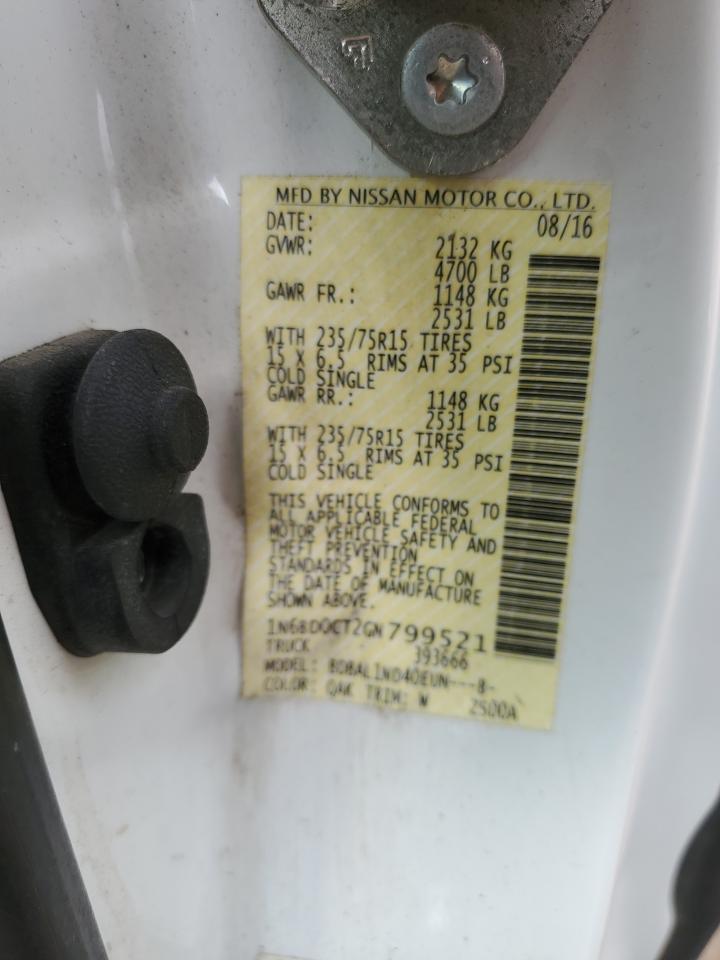 MFD BY NISSAN MOTOR CO., LTD.
DATE: 08/16
GVWR: 2132 KG
4700 LB
GAWR FR.: 1148 KG
2531 LB
WITH 235/75R15 TIRES
15 X 6.5 RIMS AT 35 PSI
COLD SINGLE
GAWR RR.: 1148 KG
2531 LB
WITH 235/75R15 TIRES
15 X 6.5 RIMS AT 35 PSI
COLD SINGLE
THIS VEHICLE CONFORMS TO
ALL APPLICABLE FEDERAL
MOTOR VEHICLE SAFETY AND
THEFT PREVENTION
STANDARDS IN EFFECT ON
THE DATE OF MANUFACTURE
SHOWN ABOVE.
1N6BD0CT2GN799521
TRUCK 393666
MODEL:
COLOR: QAK TRIM: W 2500A